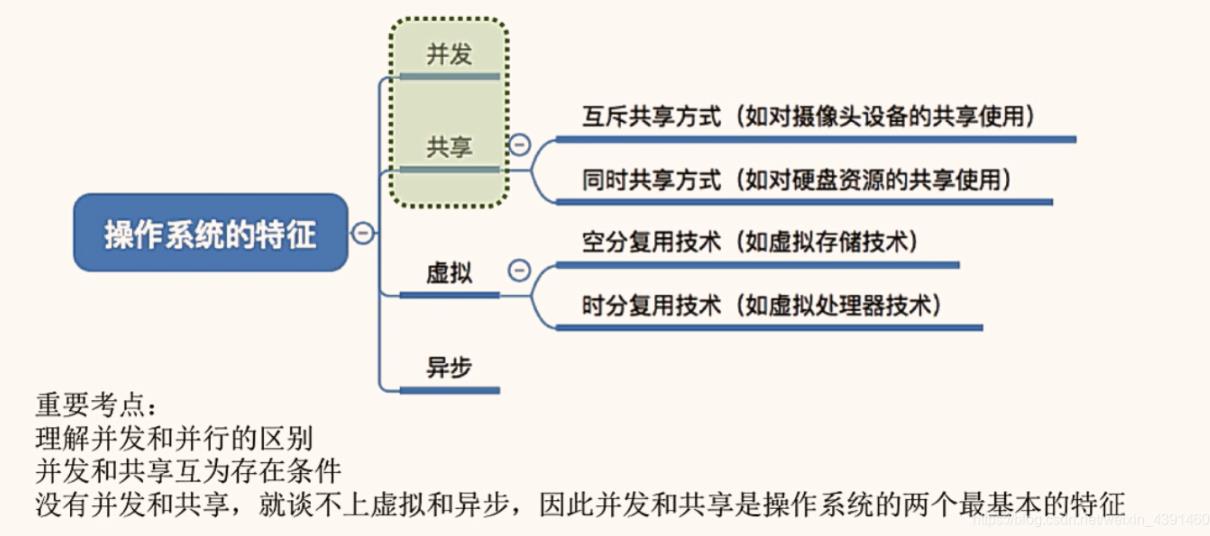 并发
共享
互斥共享方式（如对摄像头设备的共享使用）
同时共享方式（如对硬盘资源的共享使用）
操作系统的特征
虚拟
空分复用技术（如虚拟存储技术）
时分复用技术（如虚拟处理器技术）
异步
重要考点：
理解并发和并行的区别
并发和共享互为存在条件
没有并发和共享，就谈不上虚拟和异步，因此并发和共享是操作系统的两个最基本的特征
https://blog.csdn.net/weixin_4391460